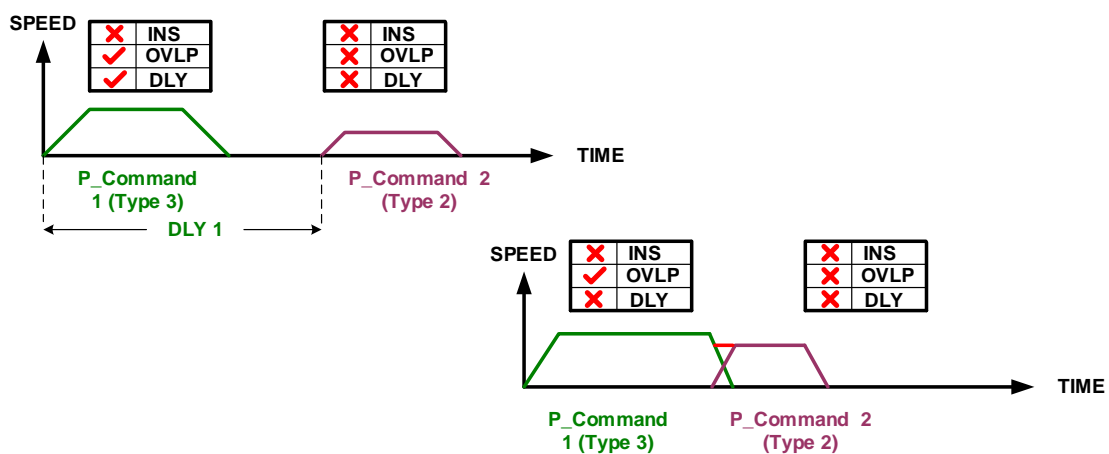 SPEED
INS
OVLP
DLY
INS
OVLP
DLY
TIME
P_Command
1 (Type 3)
P_Command 2
(Type 2)
DLY 1
SPEED
INS
OVLP
DLY
INS
OVLP
DLY
TIME
P_Command
1 (Type 3)
P_Command 2
(Type 2)